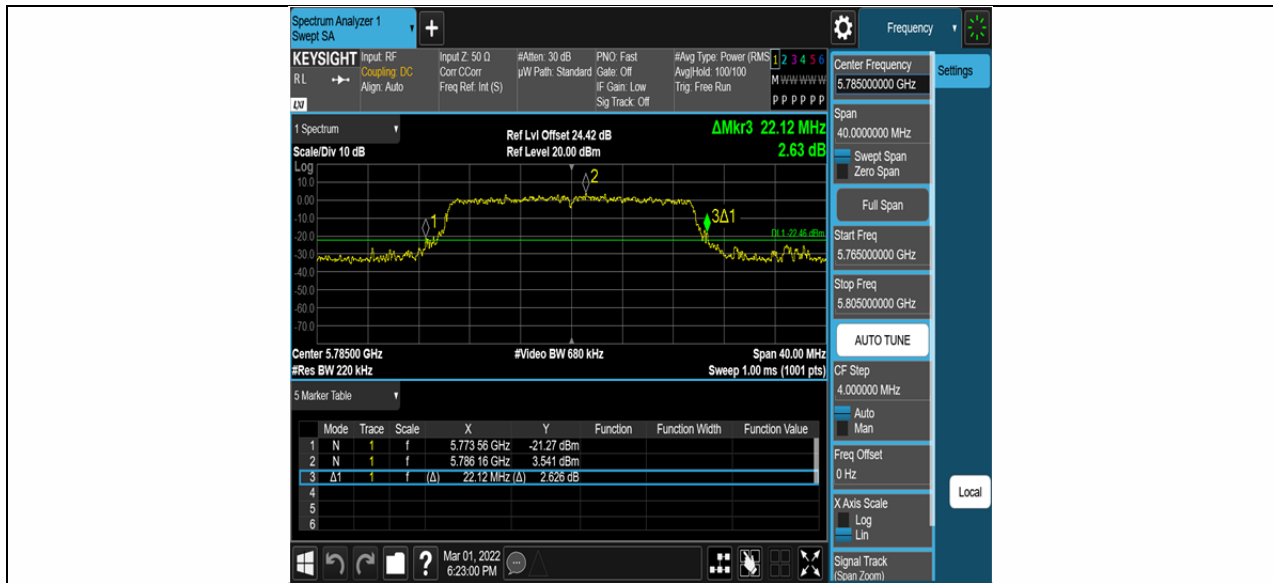 Spectrum Analyzer 1
Swept SA
+
Frequency
KEYSIGHT
RL
LXI
Input: RF
Coupling: DC
Align: Auto
Input Z: 50 Ω
Corr CCorr
Freq Ref: Int (S)
#Atten: 30 dB
µW Path: Standard
PNO: Fast
Gate: Off
IF Gain: Low
Sig Track: Off
#Avg Type: Power (RMS
Avg|Hold: 100/100
Trig: Free Run
1 2 3 4 5 6
M W W W W W
P P P P P P
1 Spectrum
Scale/Div 10 dB
Ref Lvl Offset 24.42 dB
Ref Level 20.00 dBm
ΔMkr3 22.12 MHz
2.63 dB
Log
10.0
0.00
-10.0
-20.0
-30.0
-40.0
-50.0
-60.0
-70.0
1
2
3Δ1
DL1 -22.46 dBm
Center 5.78500 GHz
#Res BW 220 kHz
#Video BW 680 kHz
Span 40.00 MHz
Sweep 1.00 ms (1001 pts)
5 Marker Table
Mode Trace Scale X Y Function Function Width Function Value
1 N 1 f 5.773 56 GHz -21.27 dBm
2 N 1 f 5.786 16 GHz 3.541 dBm
3 Δ1 1 f (Δ) 22.12 MHz (Δ) 2.626 dB
4
5
6
?
Mar 01, 2022
6:23:00 PM
Center Frequency
5.785000000 GHz
Span
40.0000000 MHz
Swept Span
Zero Span
Full Span
Start Freq
5.765000000 GHz
Stop Freq
5.805000000 GHz
AUTO TUNE
CF Step
4.000000 MHz
Auto
Man
Freq Offset
0 Hz
X Axis Scale
Log
Lin
Signal Track
(Span Zoom)
Settings
Local